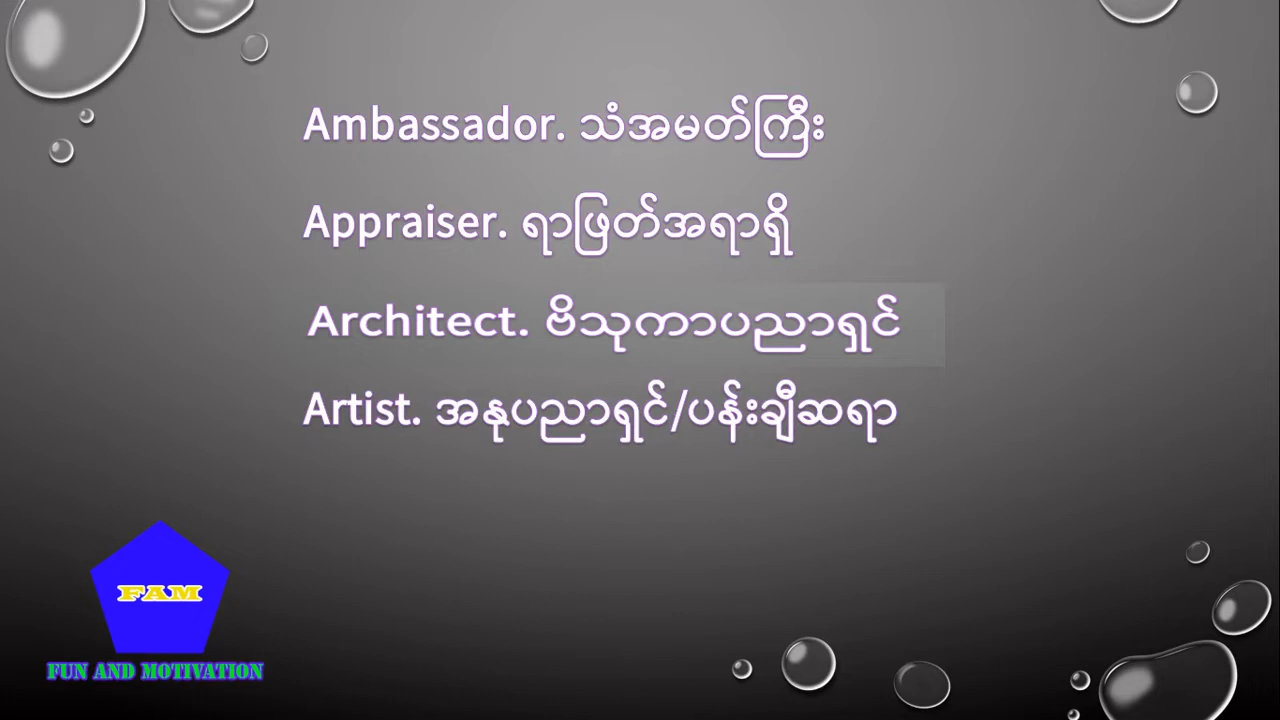 Ambassador. သံအမတ်ကြီး
Appraiser. ရာဖြတ်အရာရှိ
Architect. ဗိသုကာပညာရှင်
Artist. အနုပညာရှင်/ပန်းချီဆရာ
FAM
FUN AND MOTIVATION